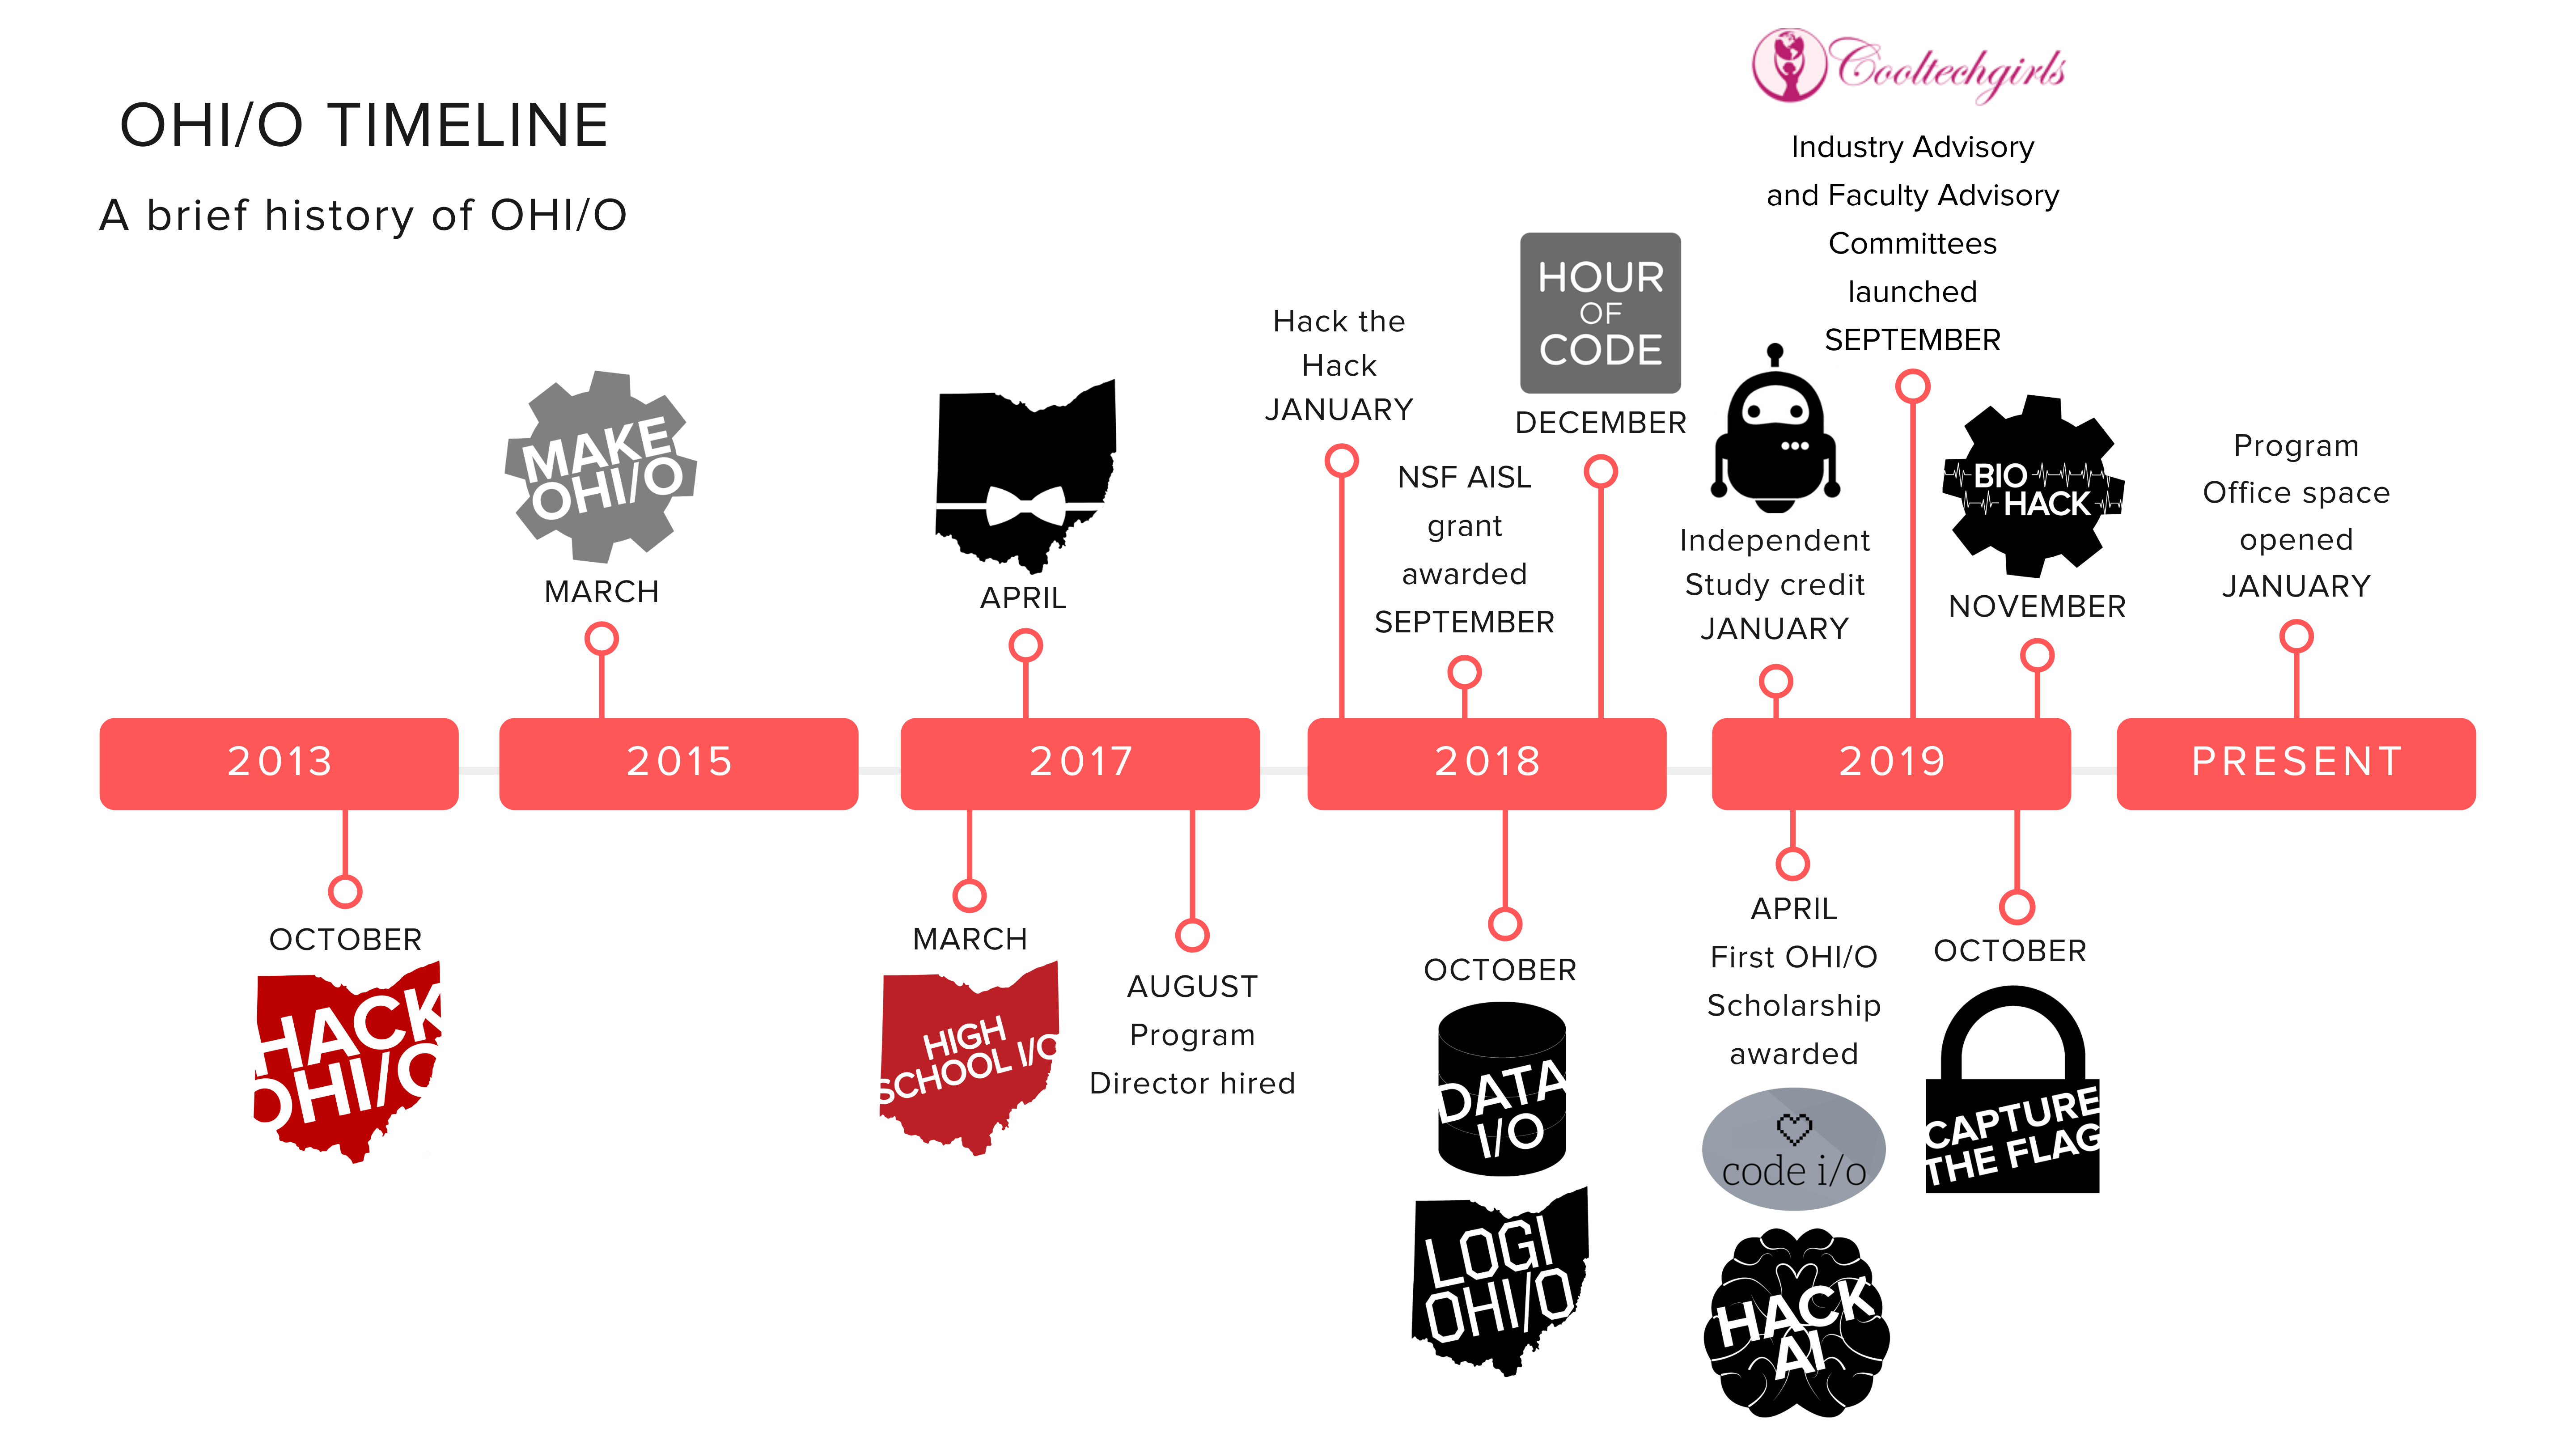 OHI/O TIMELINE
A brief history of OHI/O
Cooltechgirls
Industry Advisory
and Faculty Advisory
Committees
launched
SEPTEMBER
HOUR
OF
CODE
DECEMBER
Hack the
Hack
JANUARY
NSF AISL
grant
awarded
SEPTEMBER
MAKE
OHI/O
MARCH
APRIL
Independent
Study credit
JANUARY
BIO
HACK
NOVEMBER
Program
Office space
opened
JANUARY
2013
2015
2017
2018
2019
PRESENT
OCTOBER
HACK
OHI/O
MARCH
HIGH
SCHOOL I/O
AUGUST
Program
Director hired
OCTOBER
DATA
I/O
LOGI
OHI/O
APRIL
First OHI/O
Scholarship
awarded
code i/o
HACK
AI
OCTOBER
CAPTURE
THE FLAG